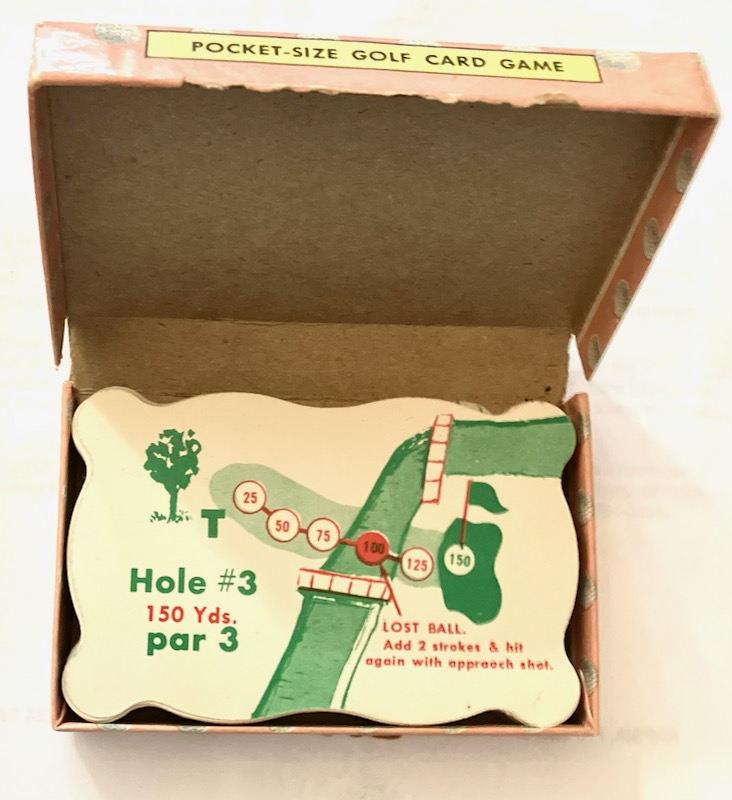 POCKET-SIZE GOLF CARD GAME
25
50
75
100
125
150
T
Hole #3
150 Yds.
par 3
LOST BALL.
Add 2 strokes & hit
again with approach shot.